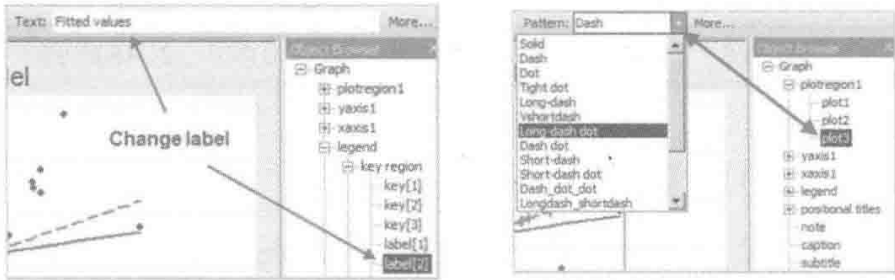 Text: Fitted values More...
Object Browser
el
Graph
plotregion1
yaxis1
xaxis1
legend
key region
key[1]
key[2]
key[3]
label[1]
label[2]
Change label
Pattern: Dash More...
Solid
Dash
Dot
Tight dot
Long-dash
Vshortdash
Long-dash dot
Dash dot
Short-dash
Short-dash dot
Dash_dot_dot
Longdash_shortdash
Object Browser
Graph
plotregion1
plot1
plot2
plot3
yaxis1
xaxis1
legend
positional titles
note
caption
subtitle